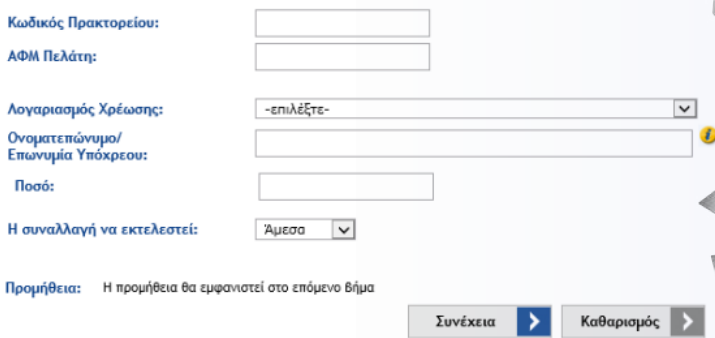 Κωδικός Πρακτορείου:
ΑΦΜ Πελάτη:
Λογαριασμός Χρέωσης: -επιλέξτε-
Ονοματεπώνυμο/
Επωνυμία Υπόχρεου:
Ποσό:
Η συναλλαγή να εκτελεστεί: Άμεσα
Προμήθεια: Η προμήθεια θα εμφανιστεί στο επόμενο βήμα
Συνέχεια Καθαρισμός